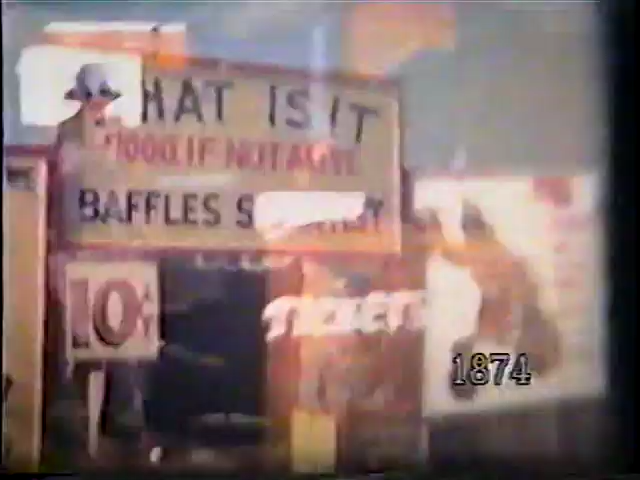 HAT IS IT
$1000. IF NOT ALIVE
BAFFLES S
10¢
TICKETS
1874